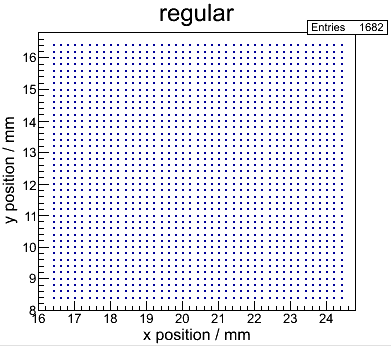 regular
Entries 1682
y position / mm
16
15
14
13
12
11
10
9
8
16 17 18 19 20 21 22 23 24
x position / mm